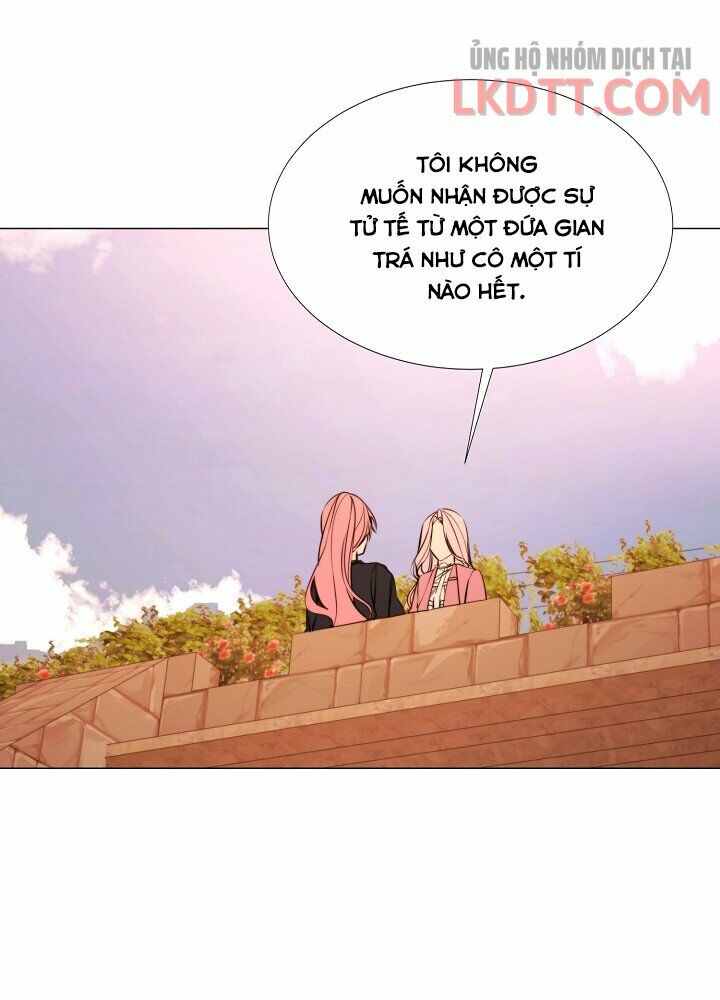 ỦNG HỘ NHÓM DỊCH TẠI
LKDTT.COM
TÔI KHÔNG
MUỐN NHẬN ĐƯỢC SỰ
TỬ TẾ TỪ MỘT ĐỨA GIAN
TRÁ NHƯ CÔ MỘT TÍ
NÀO HẾT.